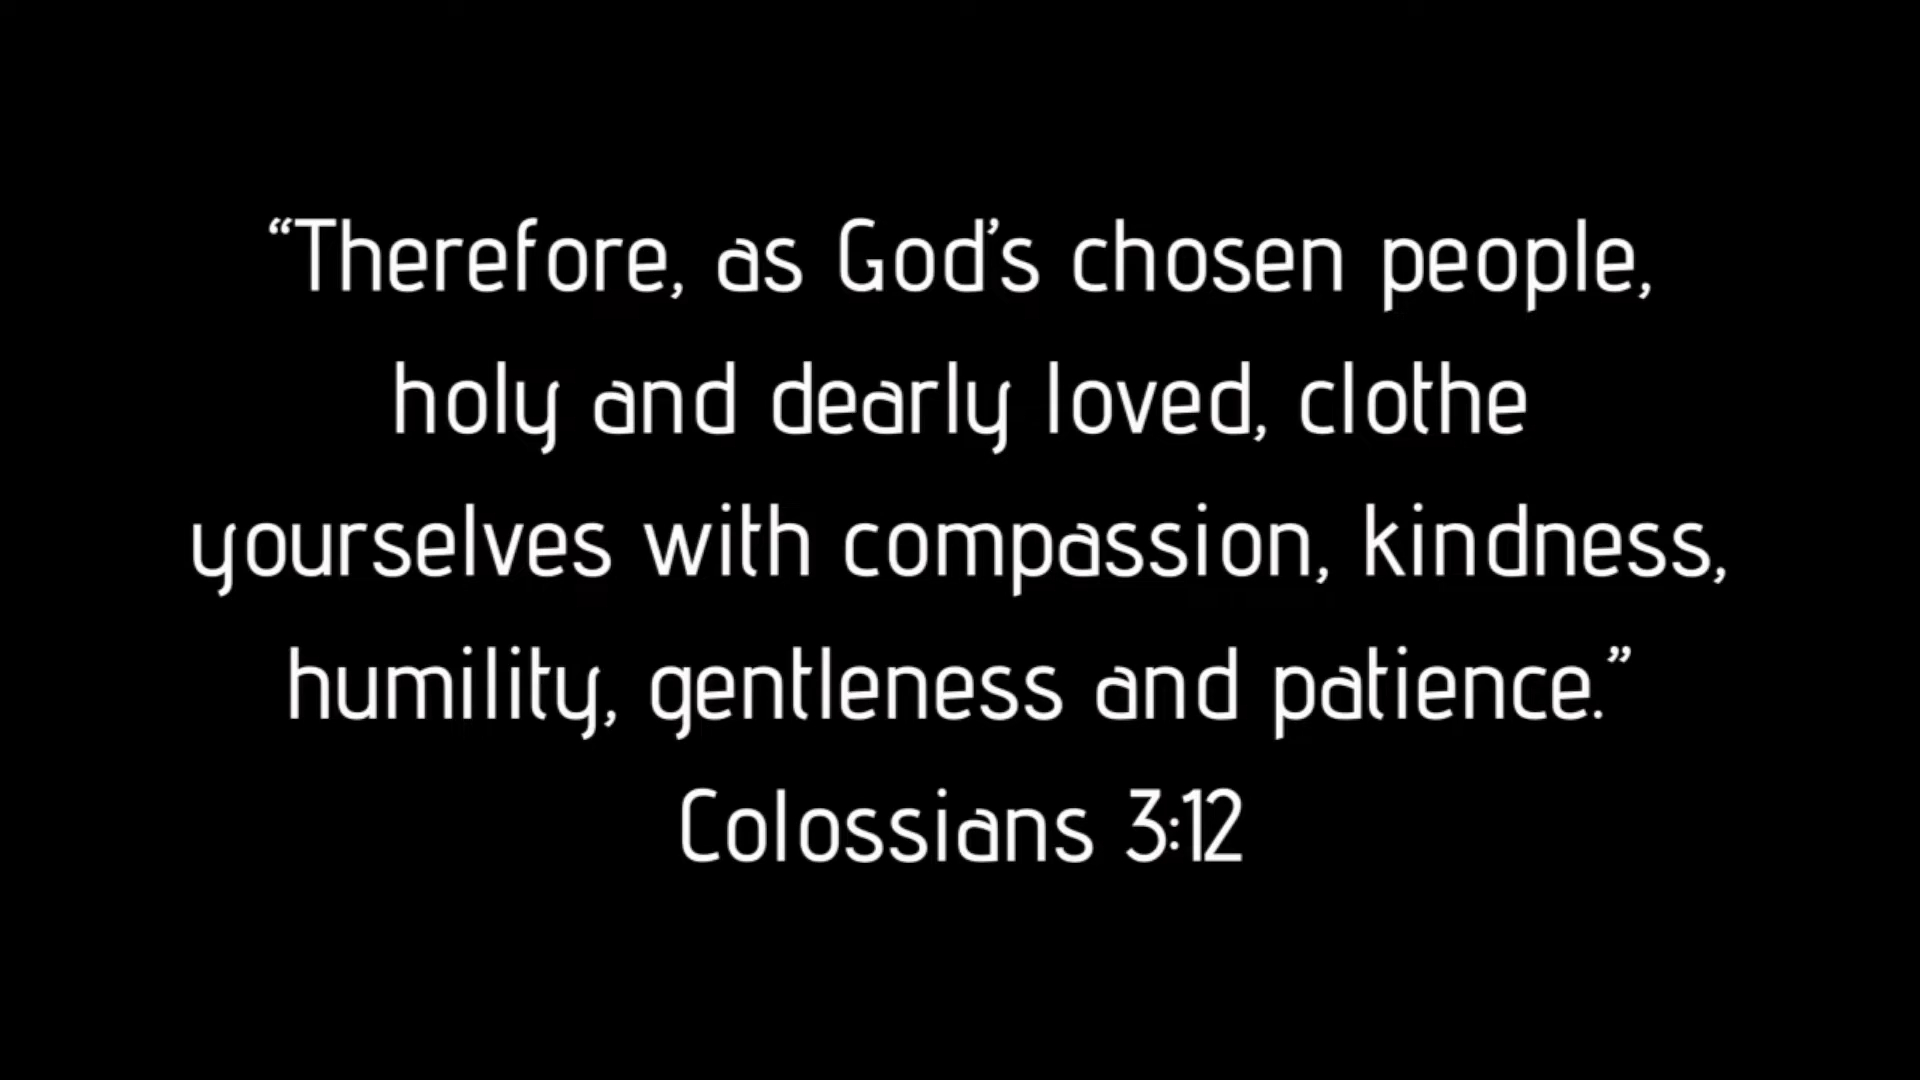 “Therefore, as God’s chosen people,
holy and dearly loved, clothe
yourselves with compassion, kindness,
humility, gentleness and patience.”
Colossians 3:12